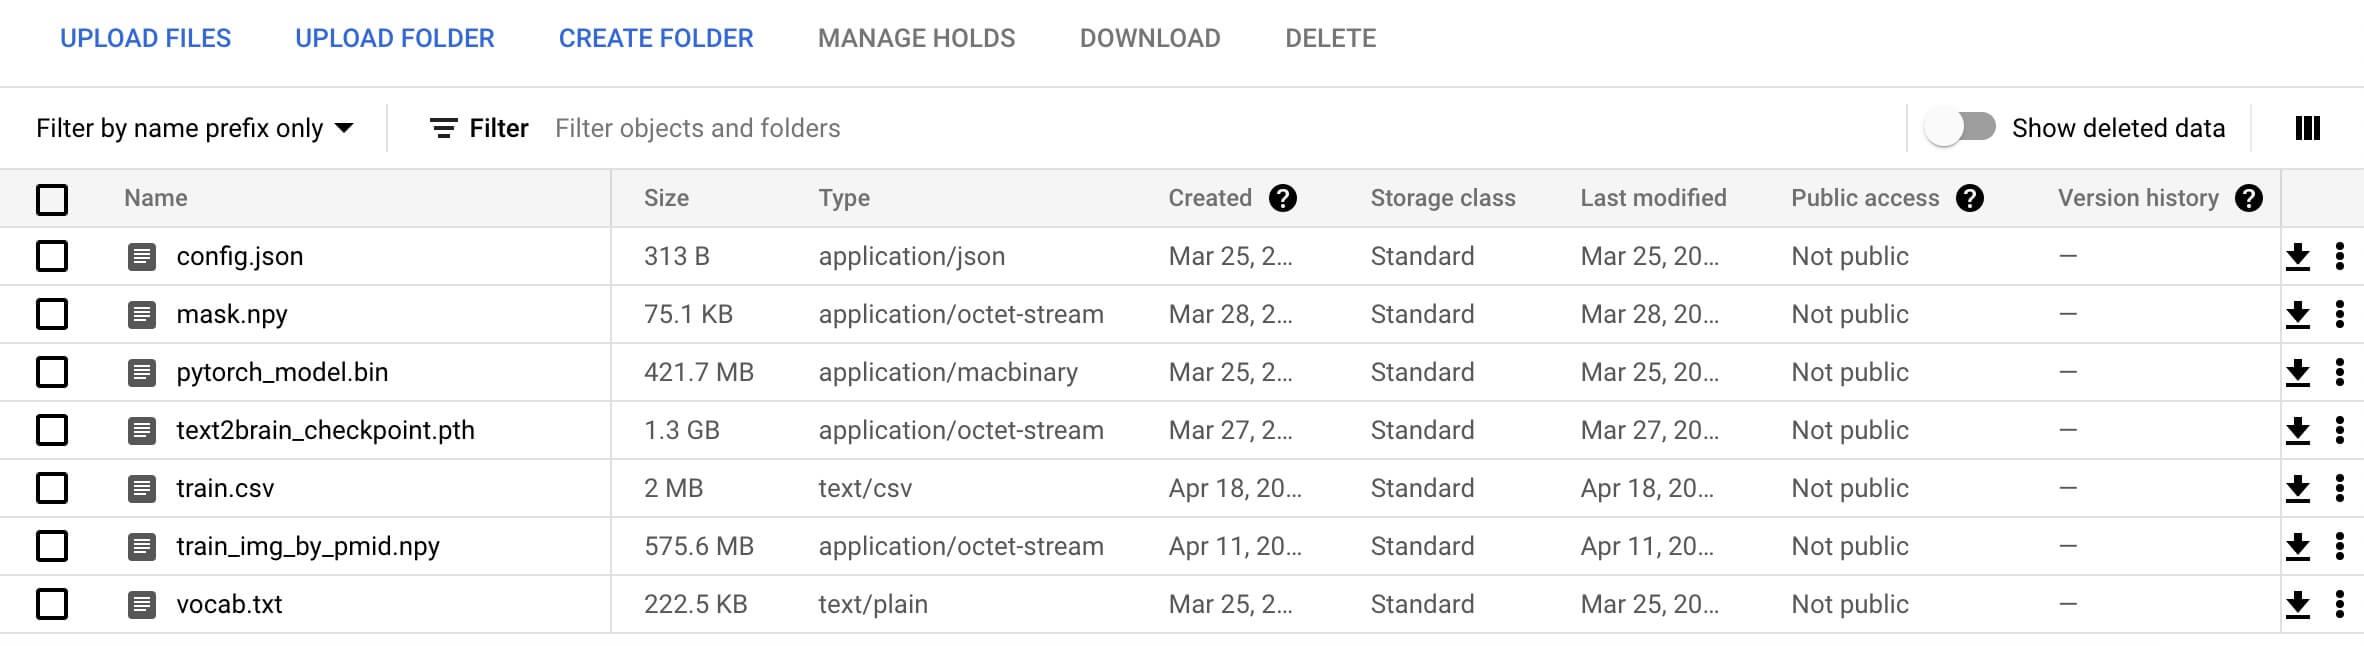 UPLOAD FILES UPLOAD FOLDER CREATE FOLDER MANAGE HOLDS DOWNLOAD DELETE
Filter by name prefix only Filter Filter objects and folders Show deleted data
Name Size Type Created ? Storage class Last modified Public access ? Version history ?
config.json 313 B application/json Mar 25, 2... Standard Mar 25, 20... Not public —
mask.npy 75.1 KB application/octet-stream Mar 28, 2... Standard Mar 28, 20... Not public —
pytorch_model.bin 421.7 MB application/macbinary Mar 25, 2... Standard Mar 25, 20... Not public —
text2brain_checkpoint.pth 1.3 GB application/octet-stream Mar 27, 2... Standard Mar 27, 20... Not public —
train.csv 2 MB text/csv Apr 18, 20... Standard Apr 18, 20... Not public —
train_img_by_pmid.npy 575.6 MB application/octet-stream Apr 11, 20... Standard Apr 11, 20... Not public —
vocab.txt 222.5 KB text/plain Mar 25, 2... Standard Mar 25, 20... Not public —